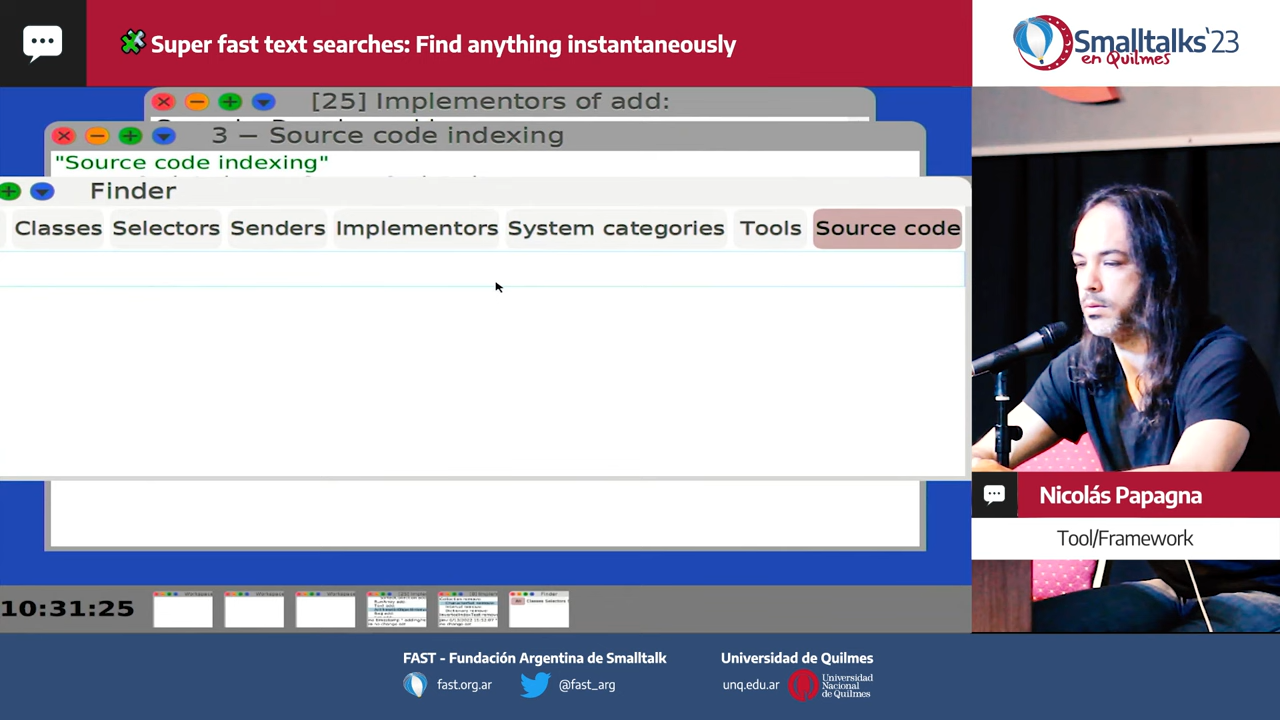 Super fast text searches: Find anything instantaneously
Smalltalks'23
en Quilmes
[25] Implementors of add:
3 – Source code indexing
"Source code indexing"
Finder
Classes Selectors Senders Implementors System categories Tools Source code
Nicolás Papagna
Tool/Framework
10:31:25
Finder
FAST - Fundación Argentina de Smalltalk
fast.org.ar @fast_arg
Universidad de Quilmes
unq.edu.ar
Universidad
Nacional
de Quilmes